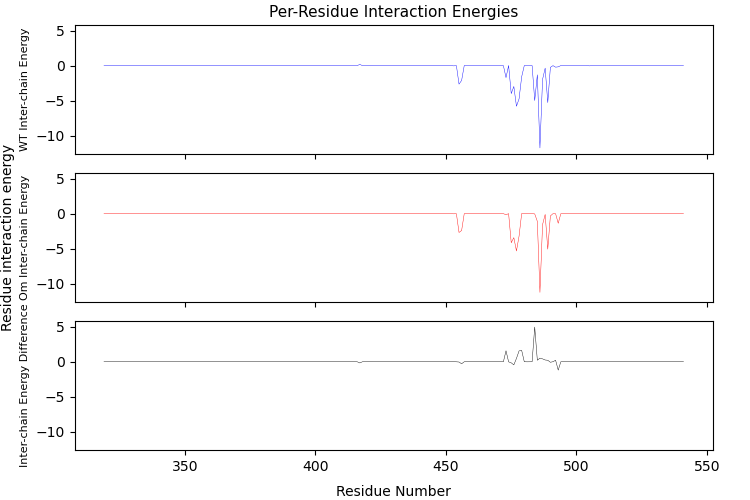 Per-Residue Interaction Energies
Residue interaction energy
WT Inter-chain Energy
5
0
−5
−10
Om Inter-chain Energy
5
0
−5
−10
Inter-chain Energy Difference
5
0
−5
−10
350
400
450
500
550
Residue Number